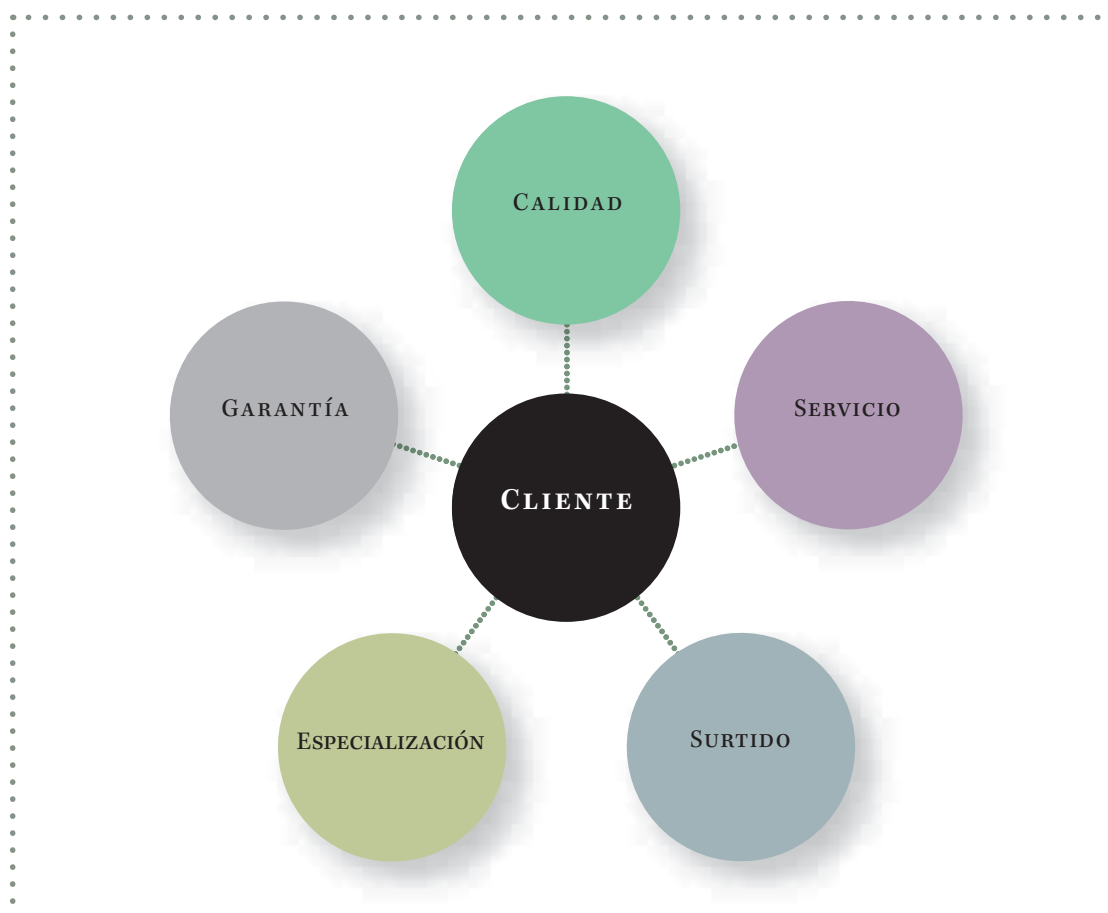 Calidad
Garantía
Servicio
Cliente
Especialización
Surtido